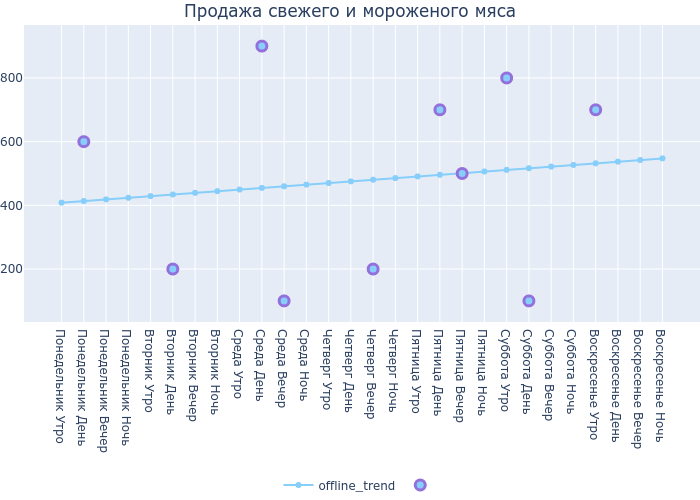 Продажа свежего и мороженого мяса
800
600
400
200
Понедельник Утро
Понедельник День
Понедельник Вечер
Понедельник Ночь
Вторник Утро
Вторник День
Вторник Вечер
Вторник Ночь
Среда Утро
Среда День
Среда Вечер
Среда Ночь
Четверг Утро
Четверг День
Четверг Вечер
Четверг Ночь
Пятница Утро
Пятница День
Пятница Вечер
Пятница Ночь
Суббота Утро
Суббота День
Суббота Вечер
Суббота Ночь
Воскресенье Утро
Воскресенье День
Воскресенье Вечер
Воскресенье Ночь
offline_trend